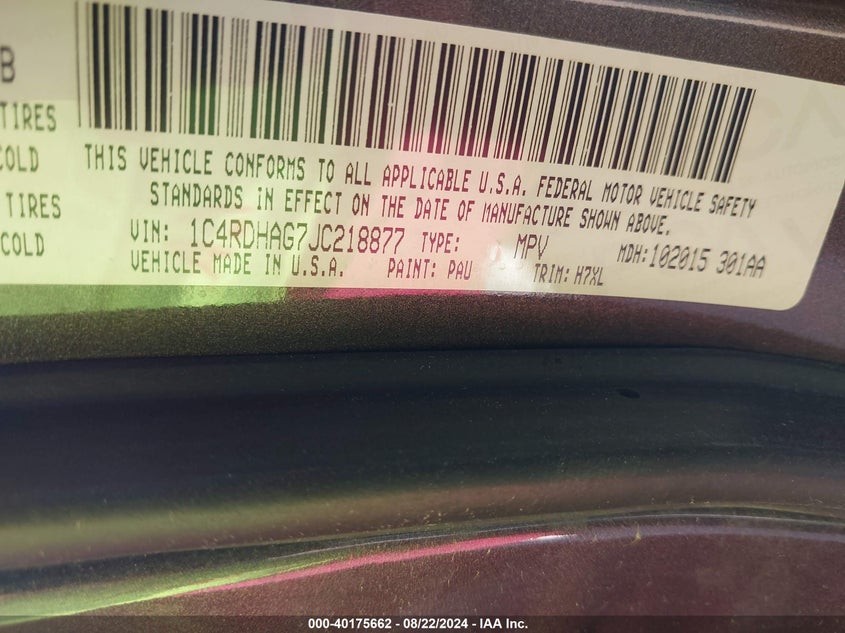 B
TIRES
COLD
TIRES
COLD
THIS VEHICLE CONFORMS TO ALL APPLICABLE U.S.A. FEDERAL MOTOR VEHICLE SAFETY
STANDARDS IN EFFECT ON THE DATE OF MANUFACTURE SHOWN ABOVE.
VIN: 1C4RDHAG7JC218877 TYPE: MPV MDH:102015 301AA
VEHICLE MADE IN U.S.A. PAINT: PAU TRIM: H7XL
000-40175662 - 08/22/2024 - IAA Inc.